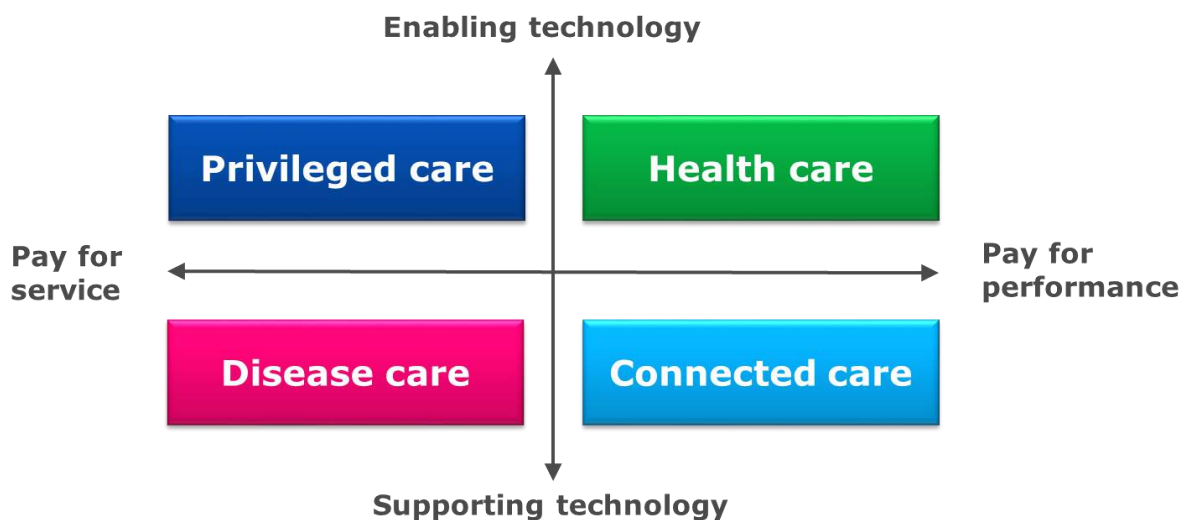 Enabling technology
Privileged care
Health care
Pay for
service
Pay for
performance
Disease care
Connected care
Supporting technology